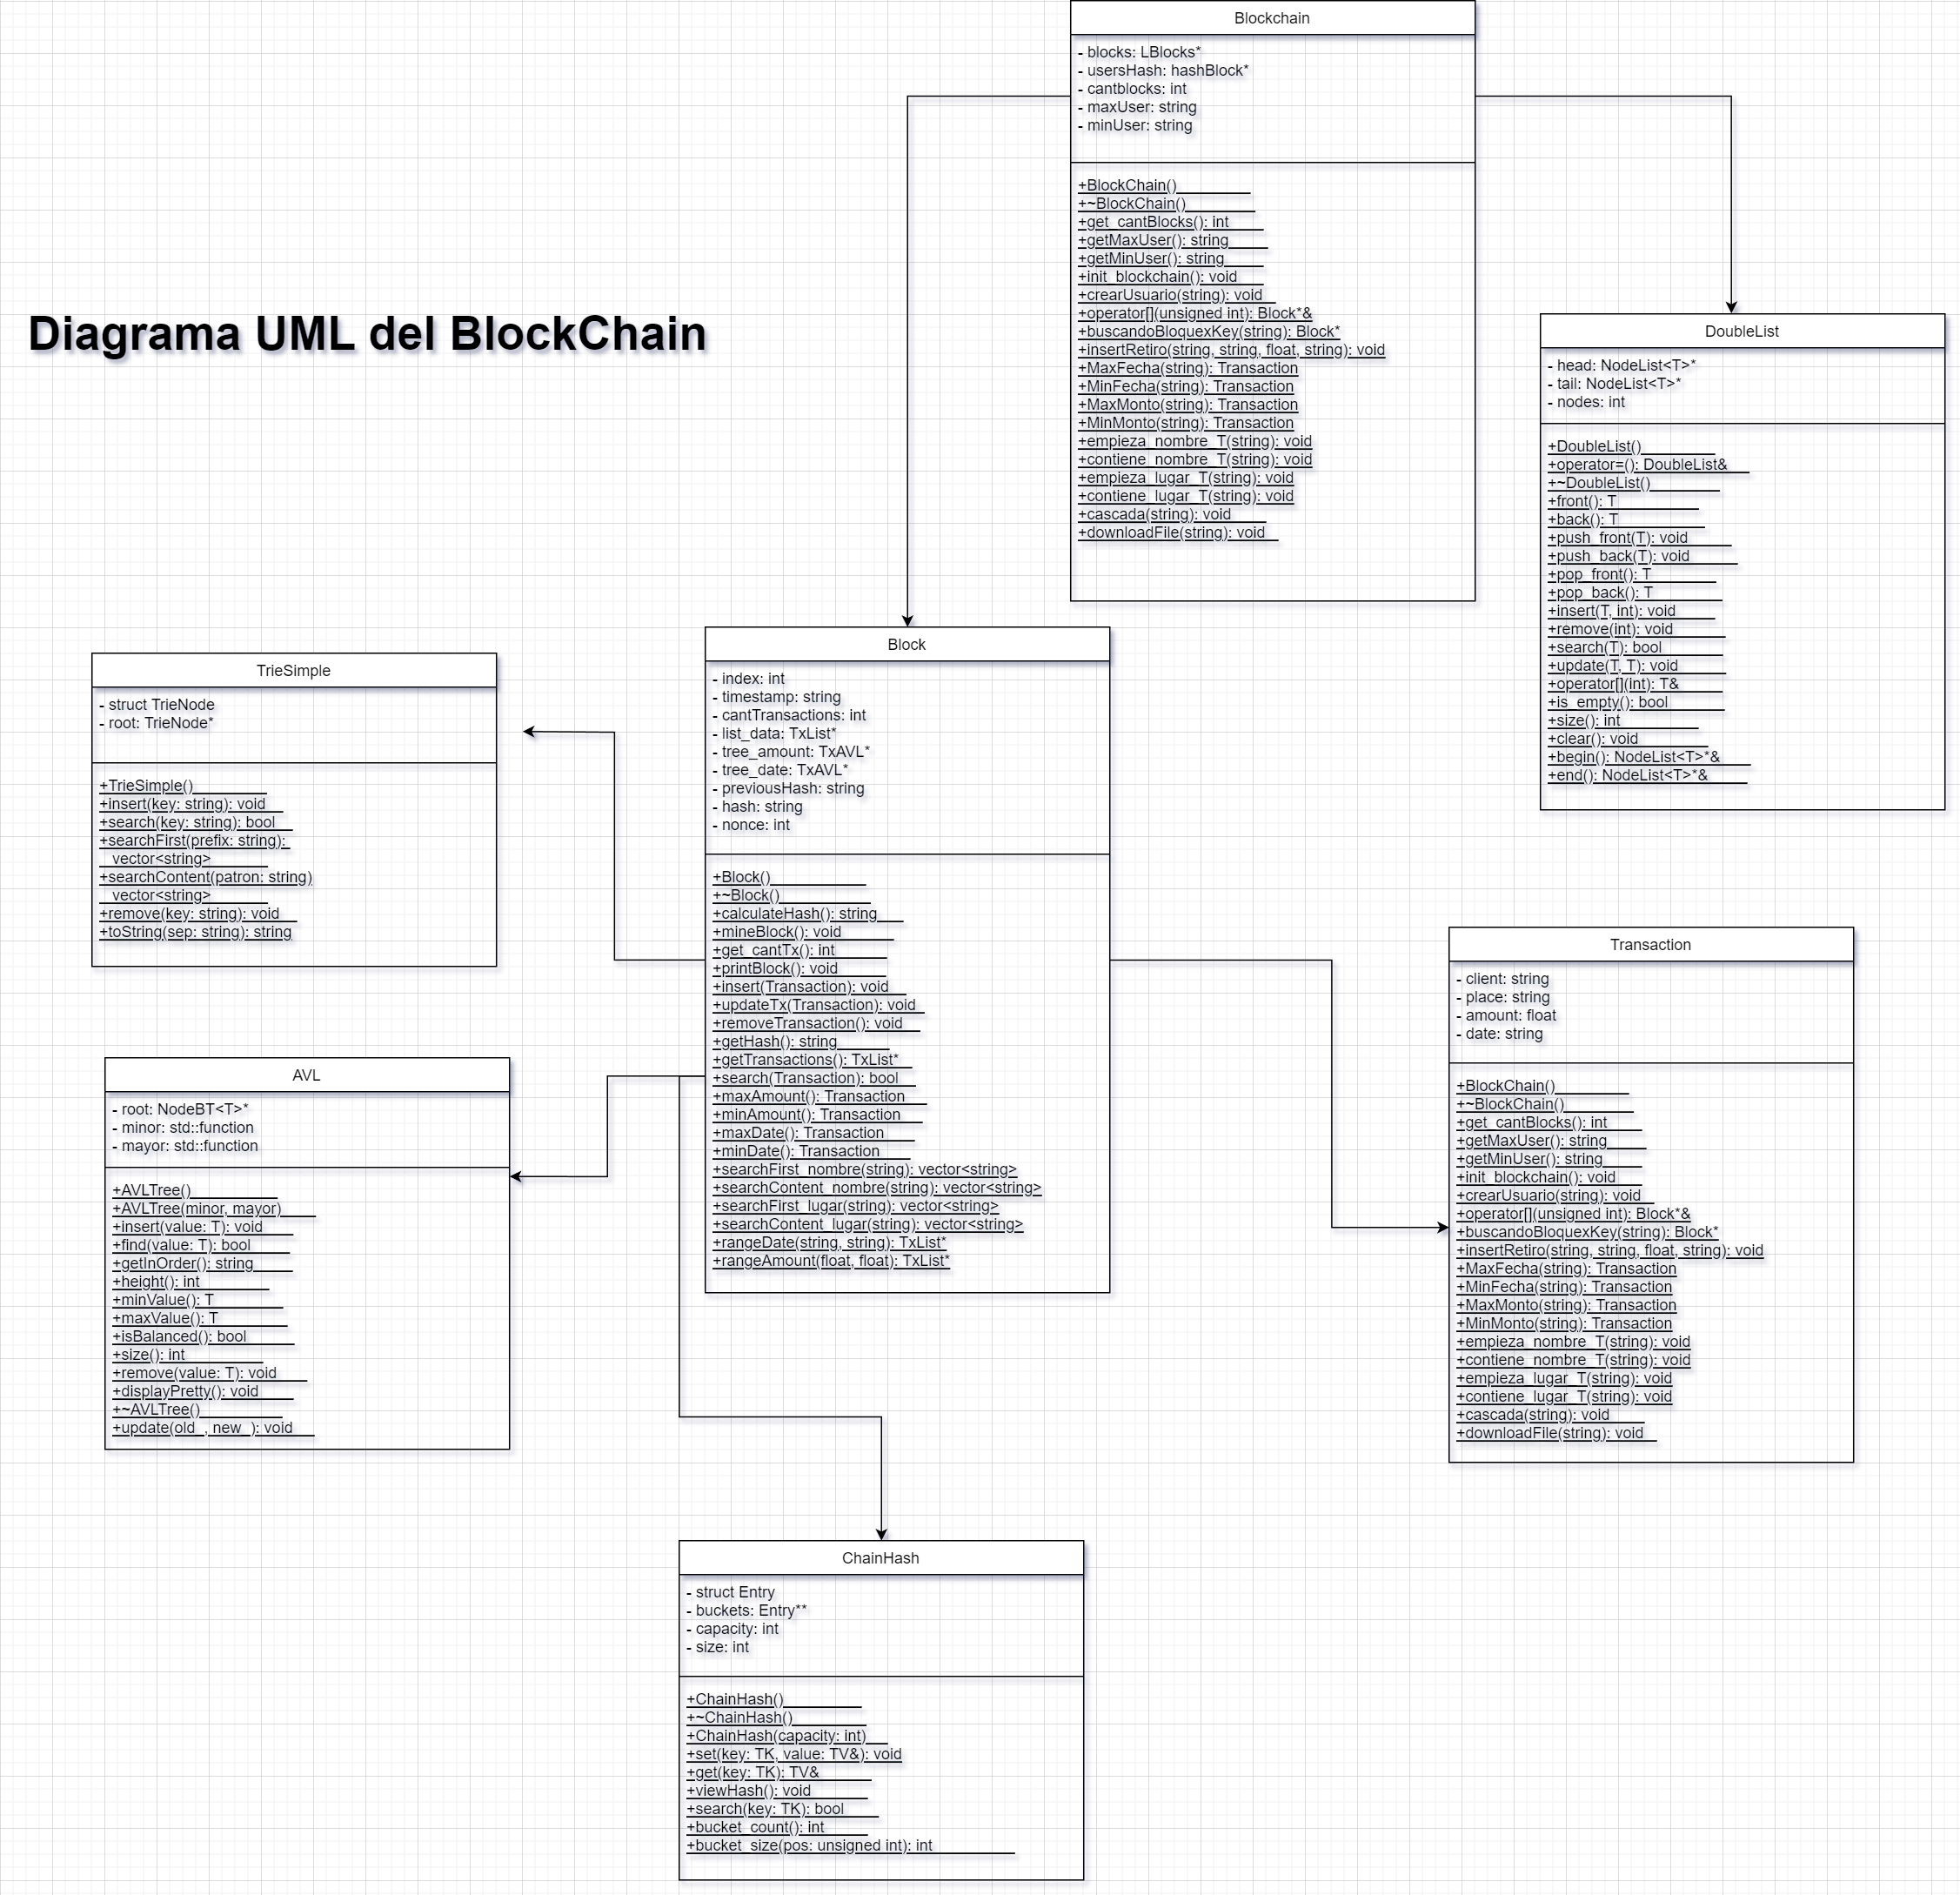 Blockchain
- blocks: LBlocks*
- usersHash: hashBlock*
- cantblocks: int
- maxUser: string
- minUser: string
+BlockChain()
+~BlockChain()
+get_cantBlocks(): int
+getMaxUser(): string
+getMinUser(): string
+init_blockchain(): void
+crearUsuario(string): void
+operator[](unsigned int): Block*&
+buscandoBloquexKey(string): Block*
+insertRetiro(string, string, float, string): void
+MaxFecha(string): Transaction
+MinFecha(string): Transaction
+MaxMonto(string): Transaction
+MinMonto(string): Transaction
+empieza_nombre_T(string): void
+contiene_nombre_T(string): void
+empieza_lugar_T(string): void
+contiene_lugar_T(string): void
+cascada(string): void
+downloadFile(string): void
Diagrama UML del BlockChain
DoubleList
- head: NodeList<T>*
- tail: NodeList<T>*
- nodes: int
+DoubleList()
+operator=(): DoubleList&
+~DoubleList()
+front(): T
+back(): T
+push_front(T): void
+push_back(T): void
+pop_front(): T
+pop_back(): T
+insert(T, int): void
+remove(int): void
+search(T): bool
+update(T, T): void
+operator[](int): T&
+is_empty(): bool
+size(): int
+clear(): void
+begin(): NodeList<T>*&
+end(): NodeList<T>*&
Block
- index: int
- timestamp: string
- cantTransactions: int
- list_data: TxList*
- tree_amount: TxAVL*
- tree_date: TxAVL*
- previousHash: string
- hash: string
- nonce: int
+Block()
+~Block()
+calculateHash(): string
+mineBlock(): void
+get_cantTx(): int
+printBlock(): void
+insert(Transaction): void
+updateTx(Transaction): void
+removeTransaction(): void
+getHash(): string
+getTransactions(): TxList*
+search(Transaction): bool
+maxAmount(): Transaction
+minAmount(): Transaction
+maxDate(): Transaction
+minDate(): Transaction
+searchFirst_nombre(string): vector<string>
+searchContent_nombre(string): vector<string>
+searchFirst_lugar(string): vector<string>
+searchContent_lugar(string): vector<string>
+rangeDate(string, string): TxList*
+rangeAmount(float, float): TxList*
TrieSimple
- struct TrieNode
- root: TrieNode*
+TrieSimple()
+insert(key: string): void
+search(key: string): bool
+searchFirst(prefix: string):
vector<string>
+searchContent(patron: string)
vector<string>
+remove(key: string): void
+toString(sep: string): string
Transaction
- client: string
- place: string
- amount: float
- date: string
+BlockChain()
+~BlockChain()
+get_cantBlocks(): int
+getMaxUser(): string
+getMinUser(): string
+init_blockchain(): void
+crearUsuario(string): void
+operator[](unsigned int): Block*&
+buscandoBloquexKey(string): Block*
+insertRetiro(string, string, float, string): void
+MaxFecha(string): Transaction
+MinFecha(string): Transaction
+MaxMonto(string): Transaction
+MinMonto(string): Transaction
+empieza_nombre_T(string): void
+contiene_nombre_T(string): void
+empieza_lugar_T(string): void
+contiene_lugar_T(string): void
+cascada(string): void
+downloadFile(string): void
AVL
- root: NodeBT<T>*
- minor: std::function
- mayor: std::function
+AVLTree()
+AVLTree(minor, mayor)
+insert(value: T): void
+find(value: T): bool
+getInOrder(): string
+height(): int
+minValue(): T
+maxValue(): T
+isBalanced(): bool
+size(): int
+remove(value: T): void
+displayPretty(): void
+~AVLTree()
+update(old_, new_): void
ChainHash
- struct Entry
- buckets: Entry**
- capacity: int
- size: int
+ChainHash()
+~ChainHash()
+ChainHash(capacity: int)
+set(key: TK, value: TV&): void
+get(key: TK): TV&
+viewHash(): void
+search(key: TK): bool
+bucket_count(): int
+bucket_size(pos: unsigned int): int